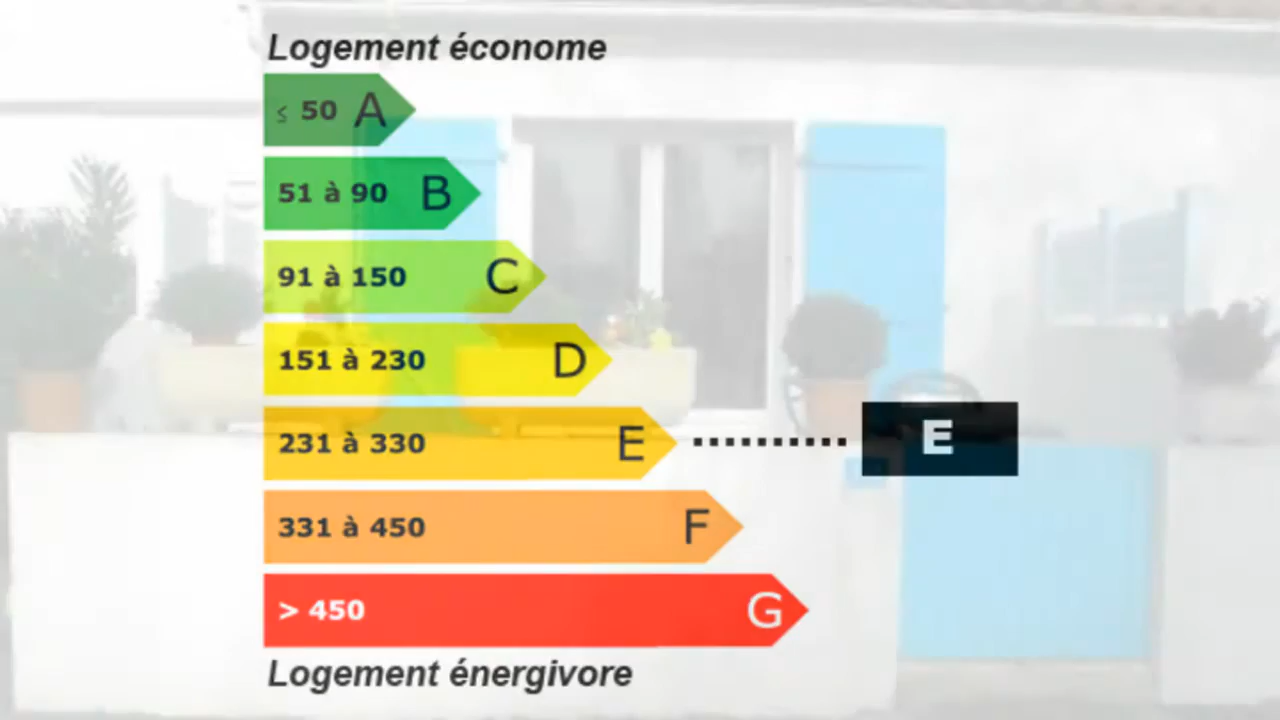 Logement économe
≤ 50 A
51 à 90 B
91 à 150 C
151 à 230 D
231 à 330 E
E
331 à 450 F
> 450 G
Logement énergivore